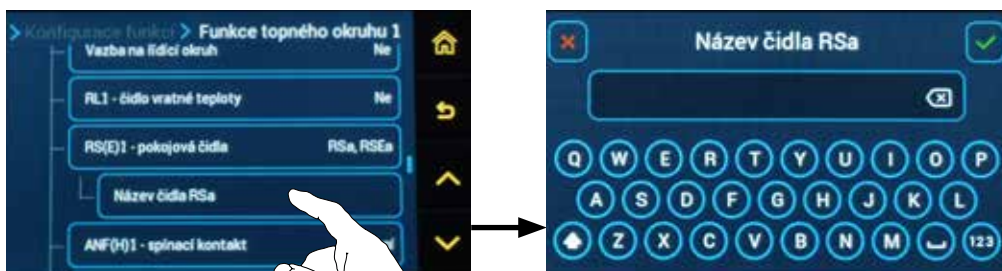 > Konfigurace funkcí > Funkce topného okruhu 1
Vazba na řídící okruh Ne
RL1 - čidlo vratné teploty Ne
RS(E)1 - pokojová čidla RSa, RSEa
Název čidla RSa
ANF(H)1 - spínací kontakt
Název čidla RSa
Q W E R T Y U I O P
A S D F G H J K L
Z X C V B N M 123